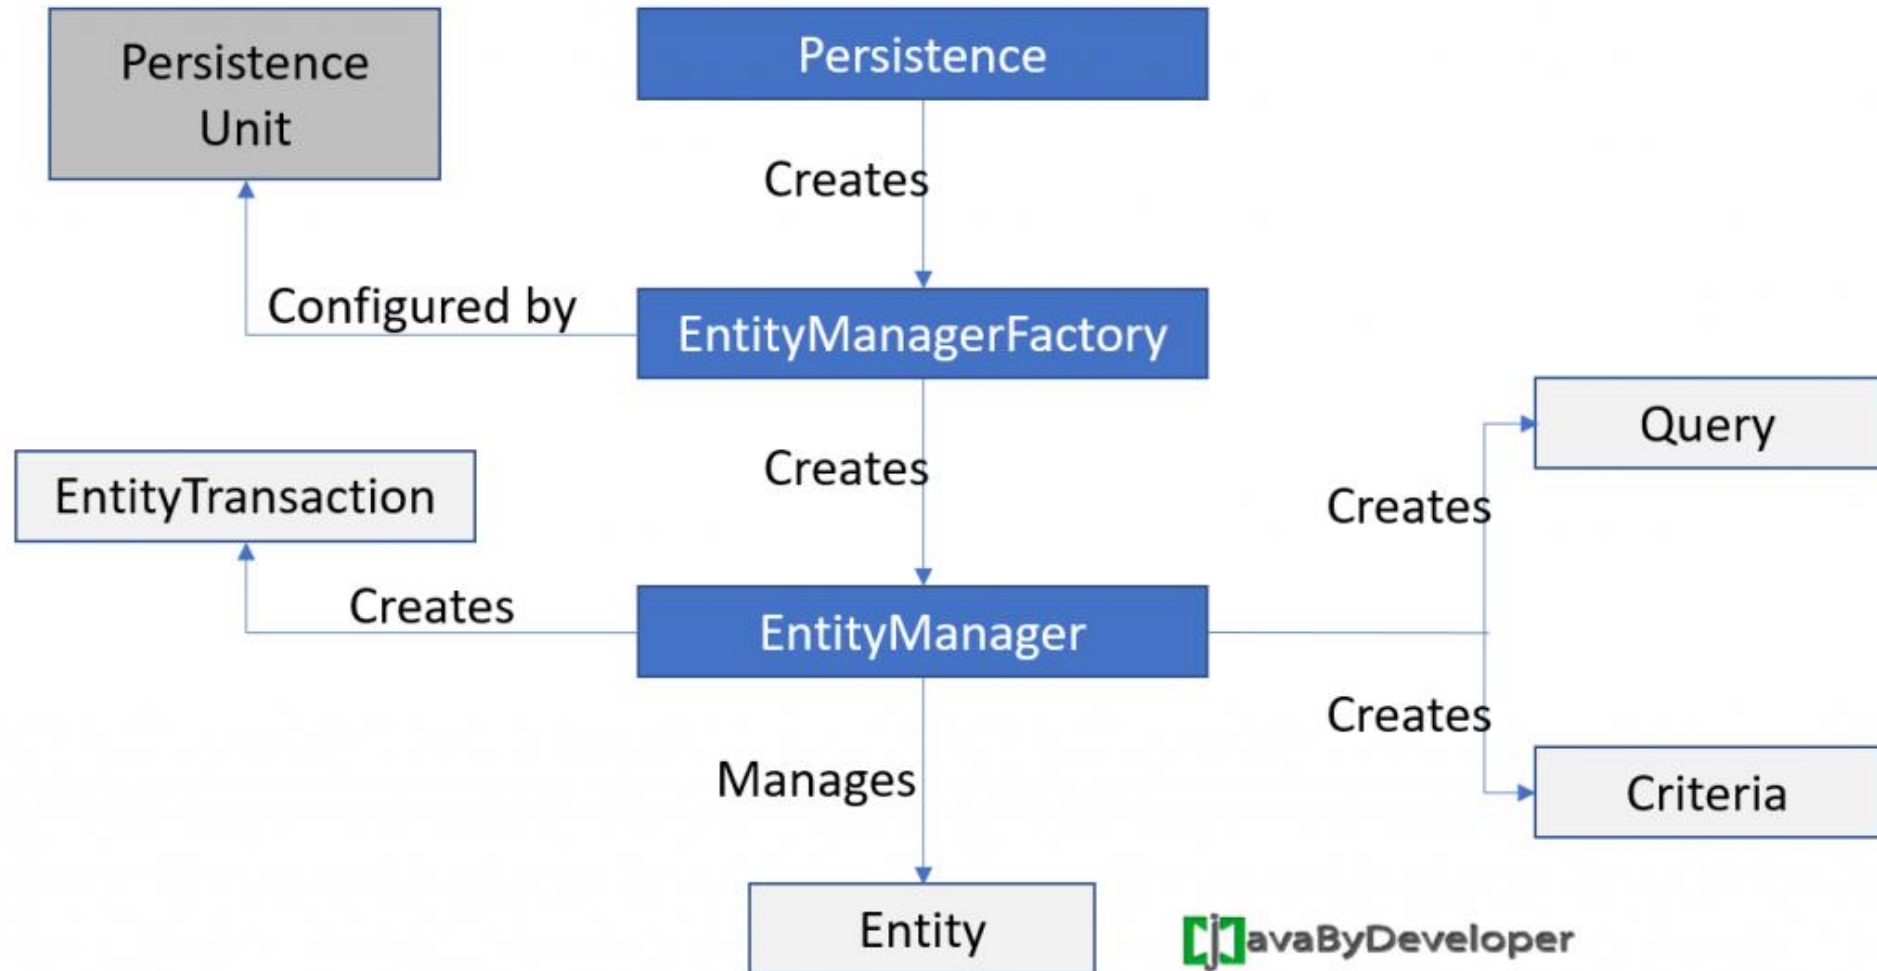 Persistence
Unit
Persistence
Creates
Configured by
EntityManagerFactory
Creates
Query
EntityTransaction
Creates
Creates
EntityManager
Creates
Manages
Criteria
Entity
javaByDeveloper